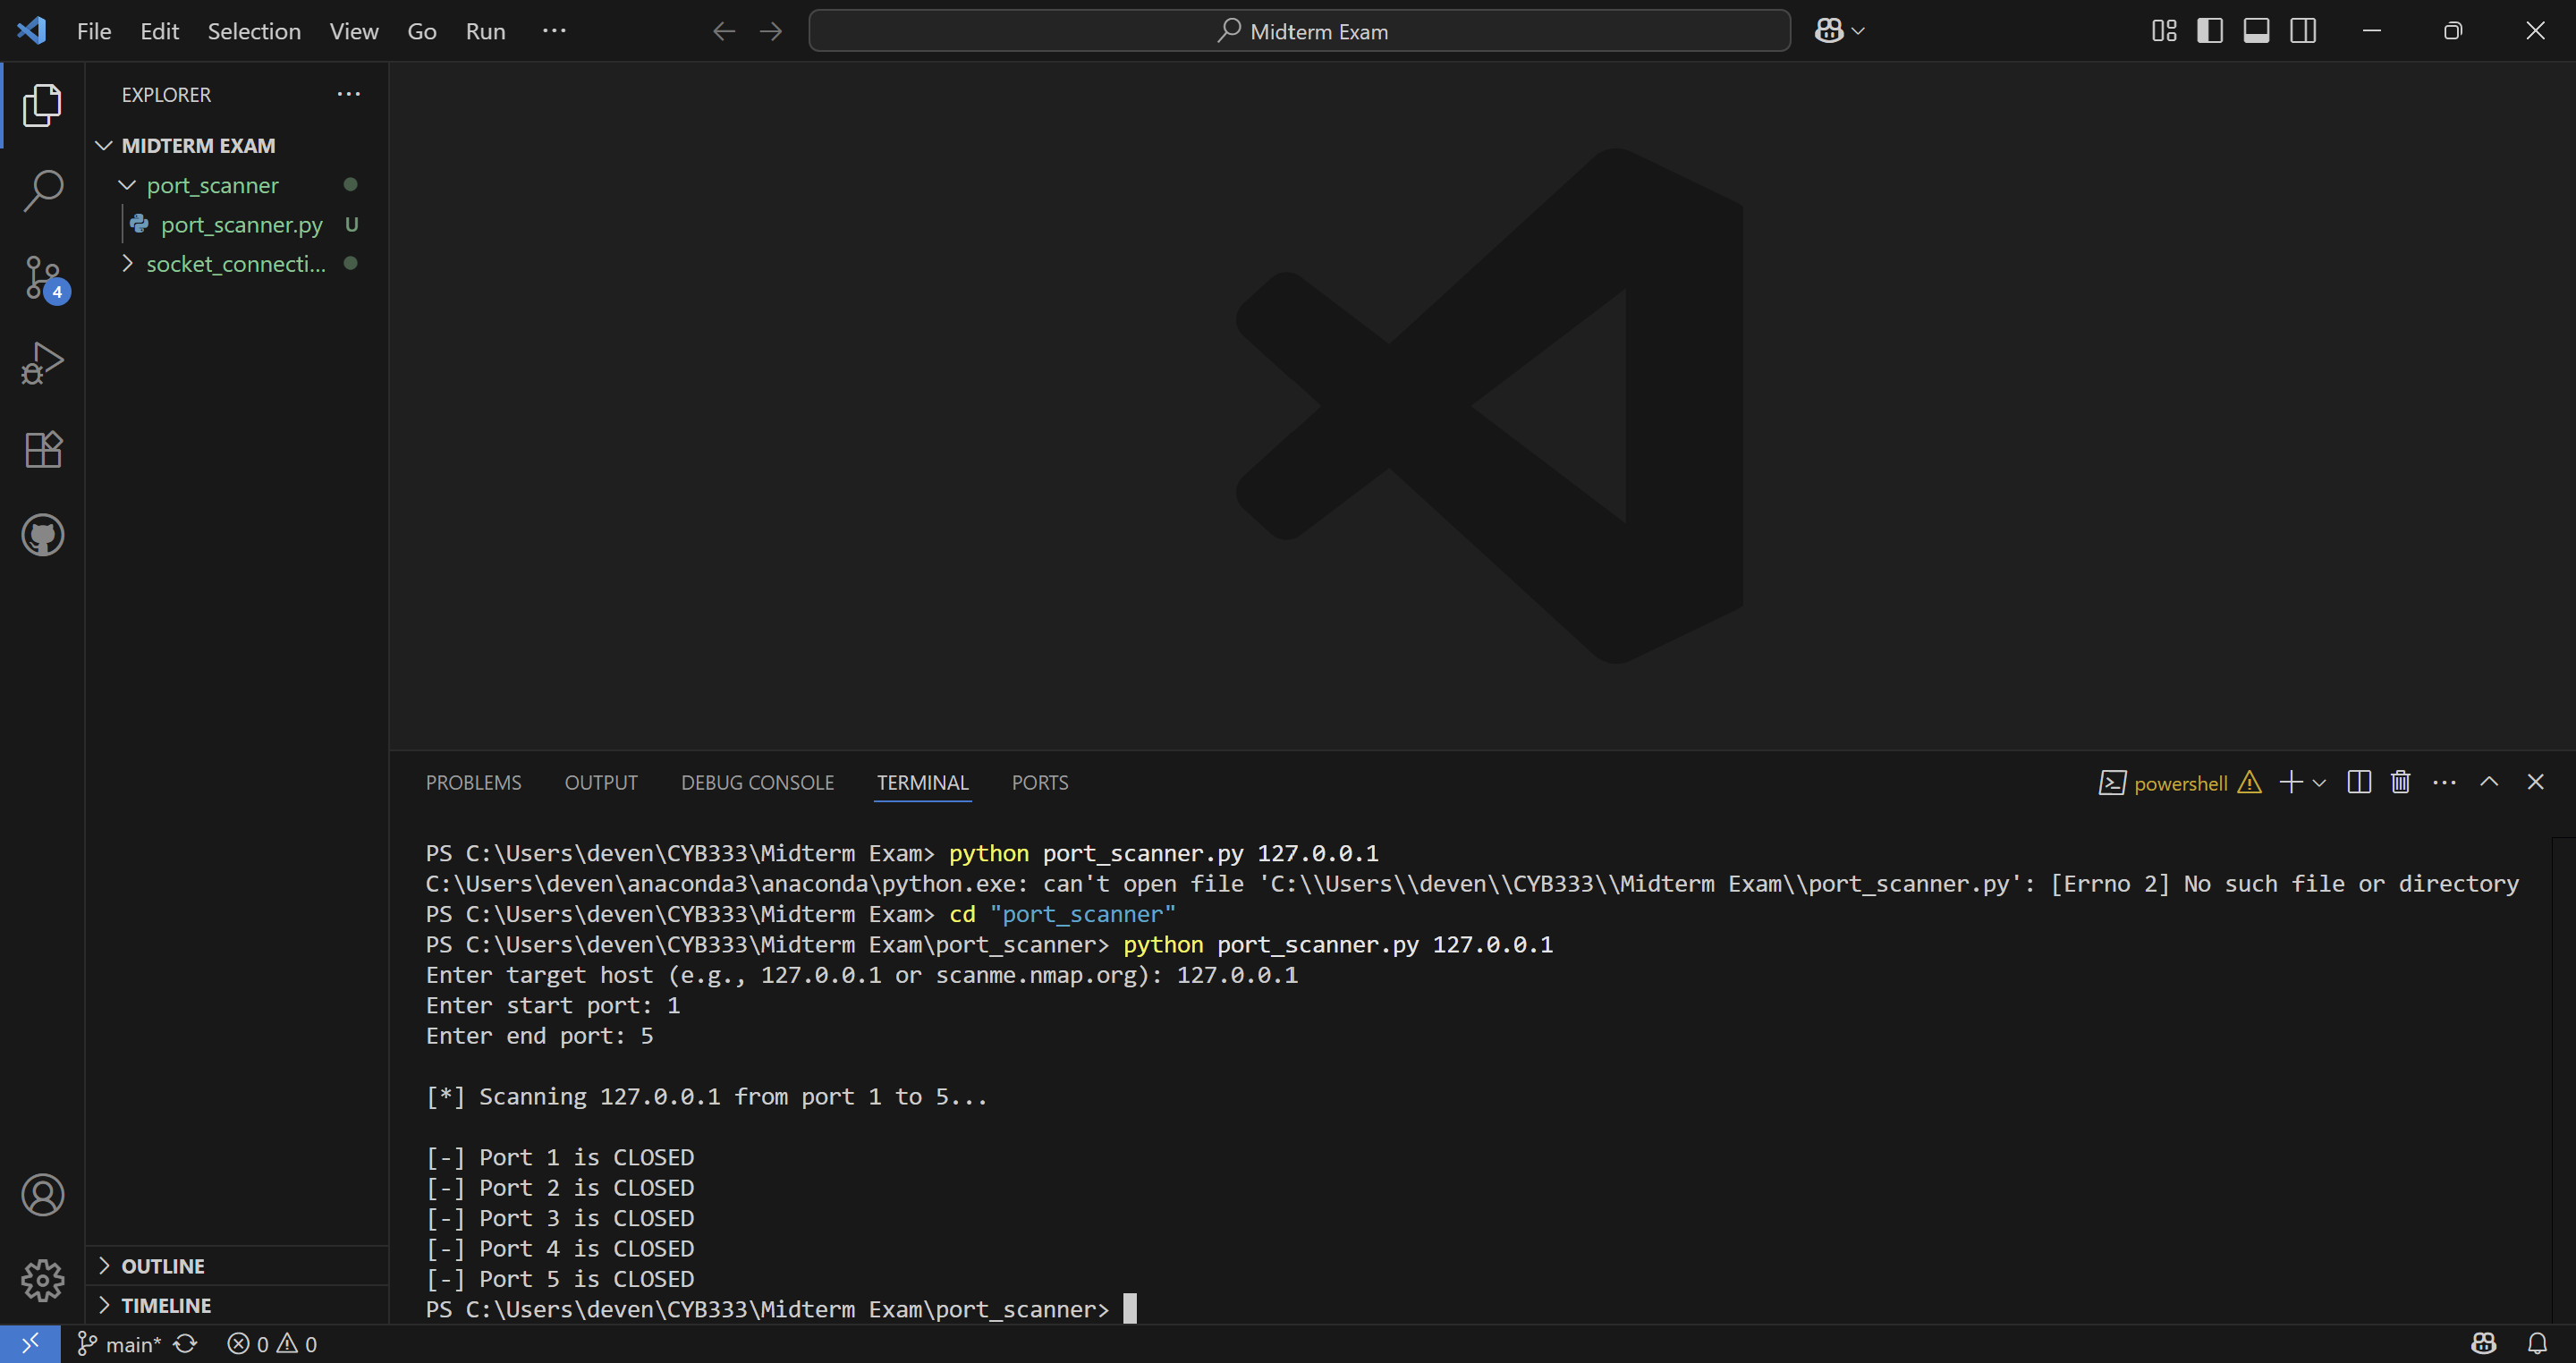 File Edit Selection View Go Run ···
Midterm Exam
EXPLORER ···
MIDTERM EXAM
port_scanner
port_scanner.py U
socket_connecti...
4
OUTLINE
TIMELINE
PROBLEMS OUTPUT DEBUG CONSOLE TERMINAL PORTS
powershell
PS C:\Users\deven\CYB333\Midterm Exam> python port_scanner.py 127.0.0.1
C:\Users\deven\anaconda3\anaconda\python.exe: can't open file 'C:\\Users\\deven\\CYB333\\Midterm Exam\\port_scanner.py': [Errno 2] No such file or directory
PS C:\Users\deven\CYB333\Midterm Exam> cd "port_scanner"
PS C:\Users\deven\CYB333\Midterm Exam\port_scanner> python port_scanner.py 127.0.0.1
Enter target host (e.g., 127.0.0.1 or scanme.nmap.org): 127.0.0.1
Enter start port: 1
Enter end port: 5
[*] Scanning 127.0.0.1 from port 1 to 5...
[-] Port 1 is CLOSED
[-] Port 2 is CLOSED
[-] Port 3 is CLOSED
[-] Port 4 is CLOSED
[-] Port 5 is CLOSED
PS C:\Users\deven\CYB333\Midterm Exam\port_scanner>
main* 0 0